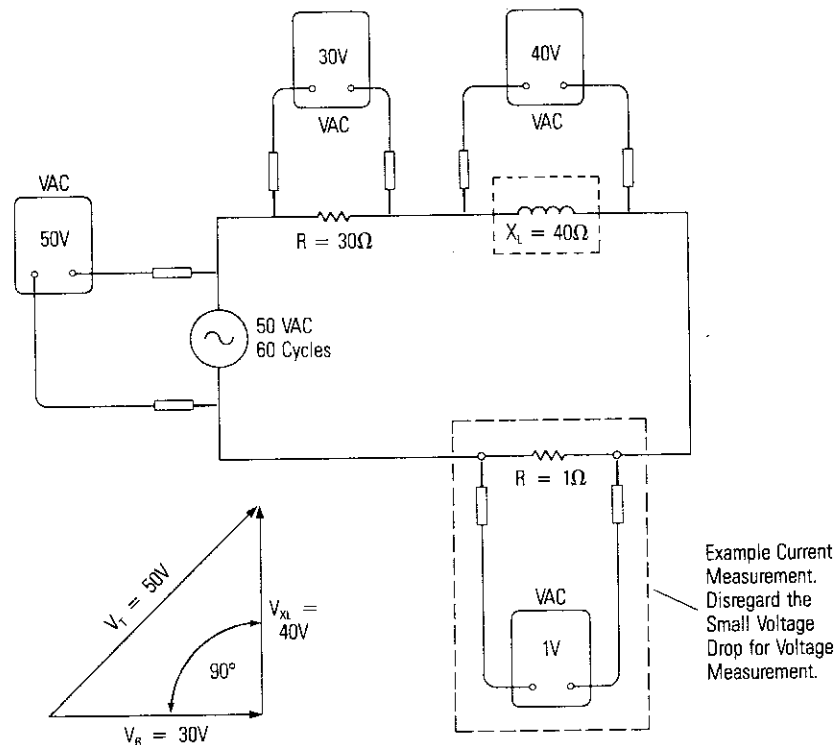 30V
VAC
40V
VAC
VAC
50V
R = 30Ω
X_L = 40Ω
50 VAC
60 Cycles
R = 1Ω
VAC
1V
Example Current
Measurement.
Disregard the
Small Voltage
Drop for Voltage
Measurement.
V_T = 50V
V_XL =
40V
90°
V_R = 30V